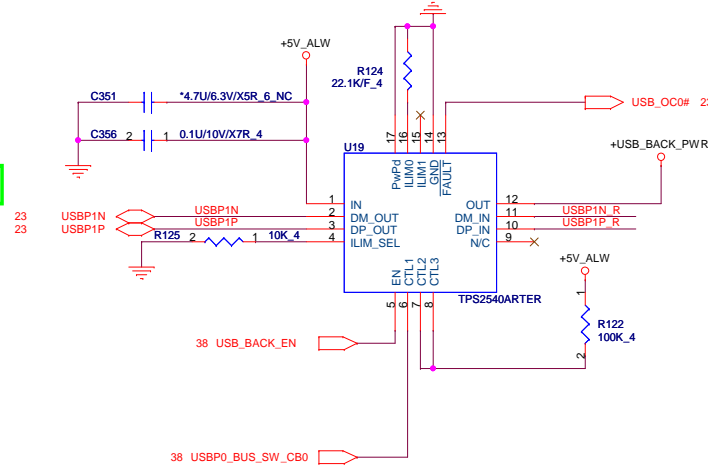 +5V_ALW
R124
22.1K/F_4
C351
*4.7U/6.3V/X5R_6_NC
USB_OC0#
C356 2 1 0.1U/10V/X7R_4
+USB_BACK_PWR
U19
17 16 15 14 13
PwPd ILIM0 ILIM1 GND FAULT
1 IN
OUT 12
23 USBP1N USBP1N 2 DM_OUT
DM_IN 11 USBP1N_R
23 USBP1P USBP1P 3 DP_OUT
DP_IN 10 USBP1P_R
R125 2 1 10K_4 4 ILIM_SEL
N/C 9
EN CTL1 CTL2 CTL3
5 6 7 8
TPS2540ARTER
+5V_ALW
1
R122
100K_4
2
38 USB_BACK_EN
38 USBP0_BUS_SW_CB0